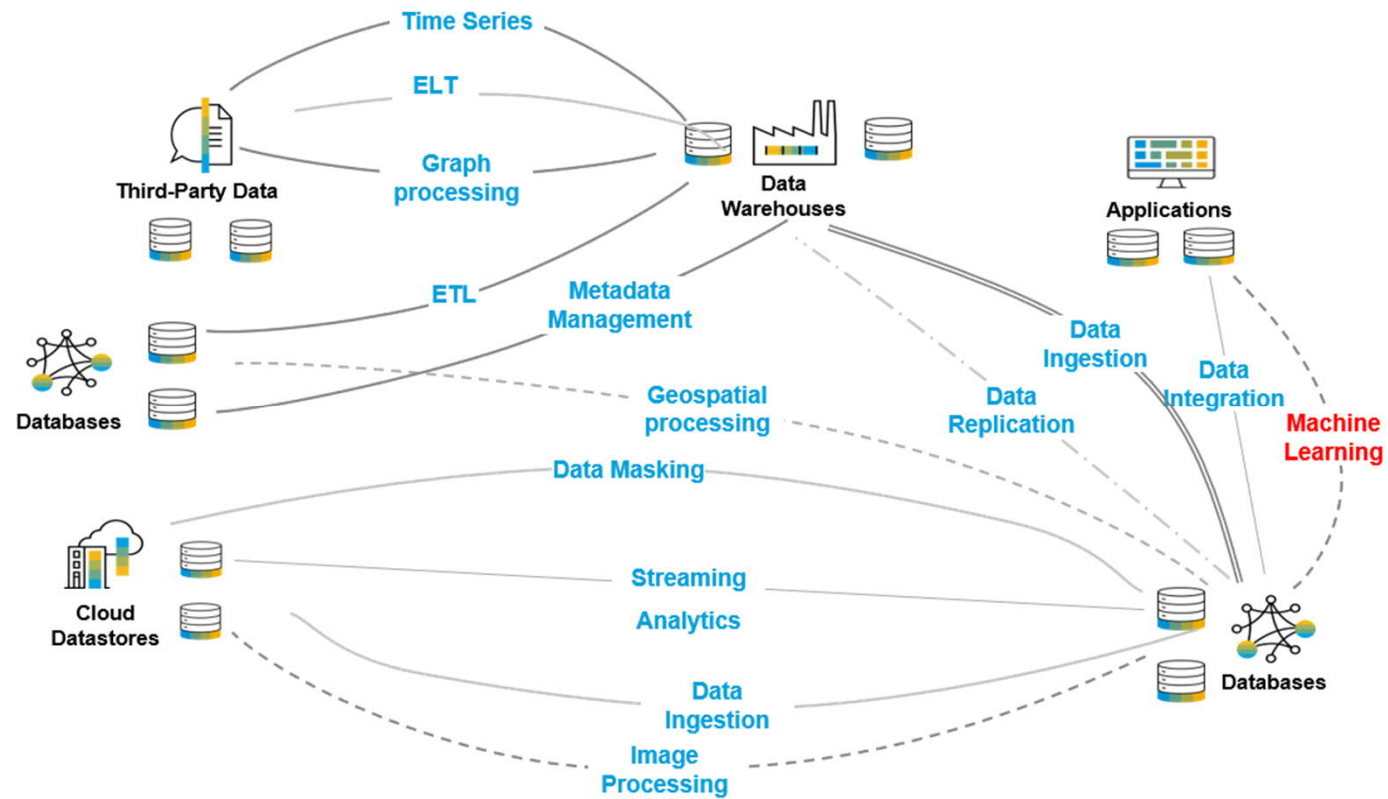 Time Series
ELT
Graph
processing
Third-Party Data
Data
Warehouses
Applications
ETL
Metadata
Management
Data
Ingestion
Data
Integration
Machine
Learning
Databases
Geospatial
processing
Data
Replication
Data Masking
Cloud
Datastores
Streaming
Analytics
Data
Ingestion
Databases
Image
Processing